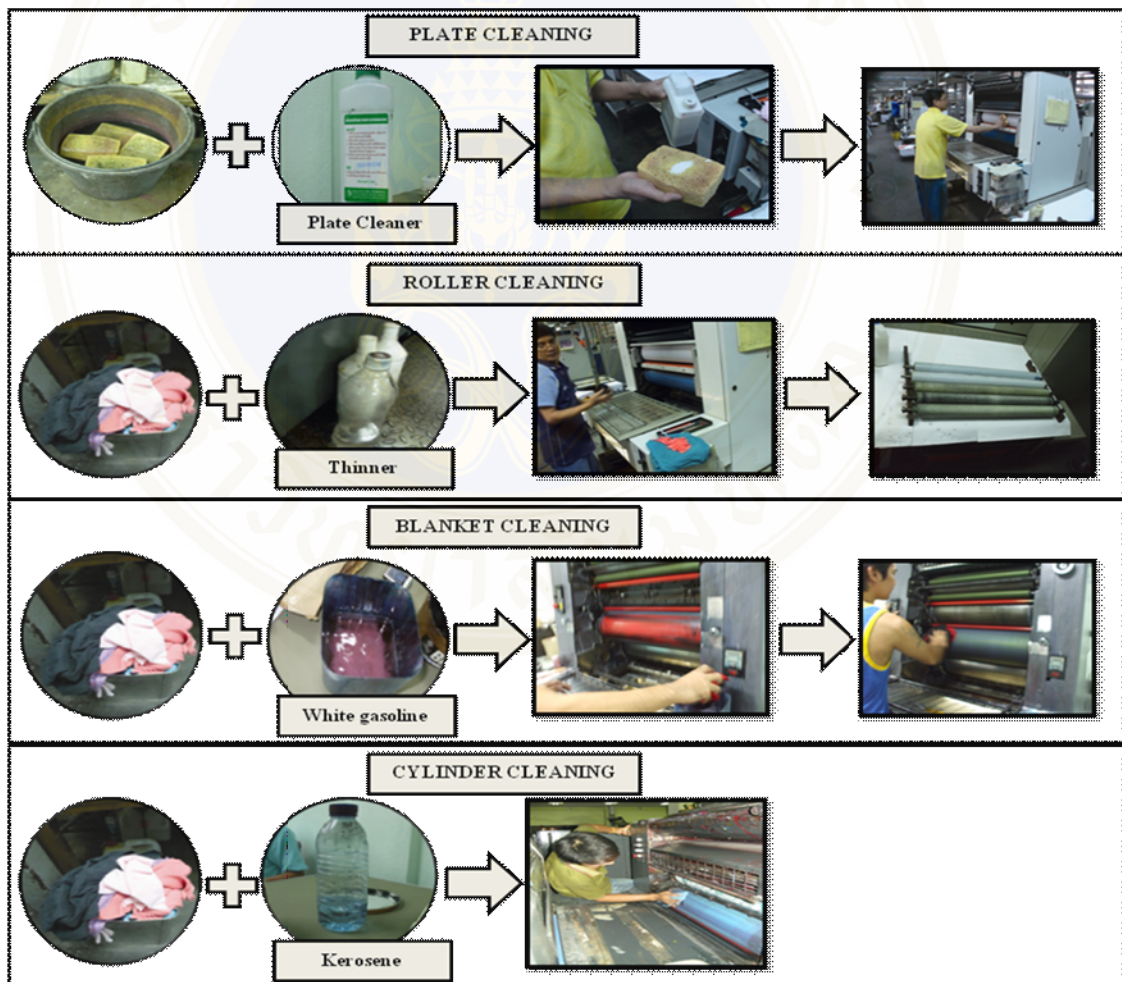 PLATE CLEANING
Plate Cleaner
ROLLER CLEANING
Thinner
BLANKET CLEANING
White gasoline
CYLINDER CLEANING
Kerosene